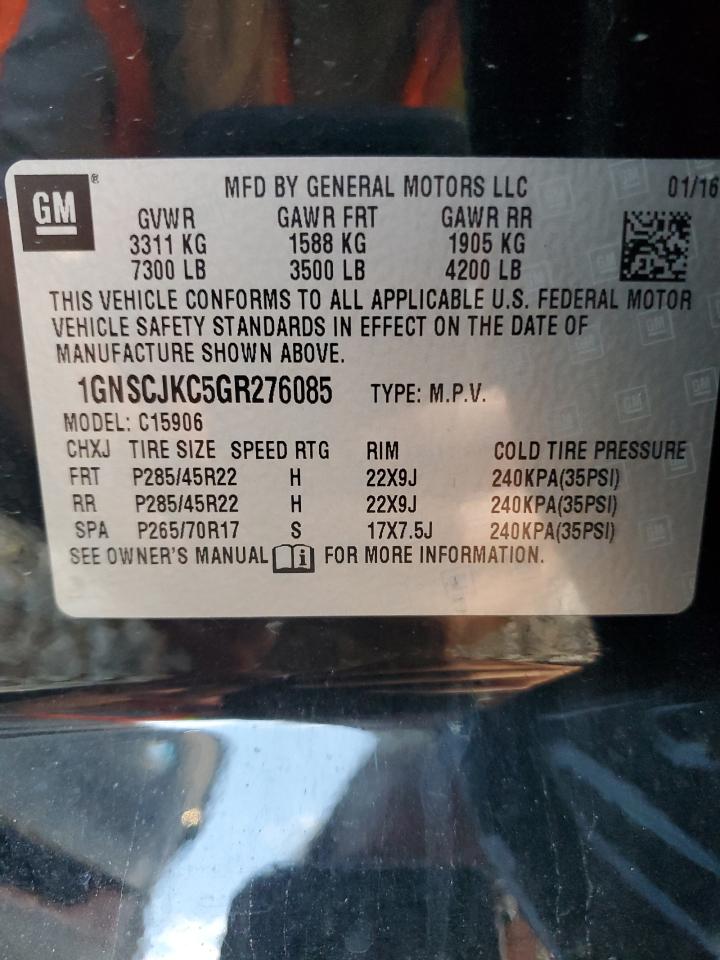 GM®
MFD BY GENERAL MOTORS LLC 01/16
GVWR GAWR FRT GAWR RR
3311 KG 1588 KG 1905 KG
7300 LB 3500 LB 4200 LB
THIS VEHICLE CONFORMS TO ALL APPLICABLE U.S. FEDERAL MOTOR
VEHICLE SAFETY STANDARDS IN EFFECT ON THE DATE OF
MANUFACTURE SHOWN ABOVE.
1GNSCJKC5GR276085 TYPE: M.P.V.
MODEL: C15906
CHXJ TIRE SIZE SPEED RTG RIM COLD TIRE PRESSURE
FRT P285/45R22 H 22X9J 240KPA(35PSI)
RR P285/45R22 H 22X9J 240KPA(35PSI)
SPA P265/70R17 S 17X7.5J 240KPA(35PSI)
SEE OWNER'S MANUAL i FOR MORE INFORMATION.